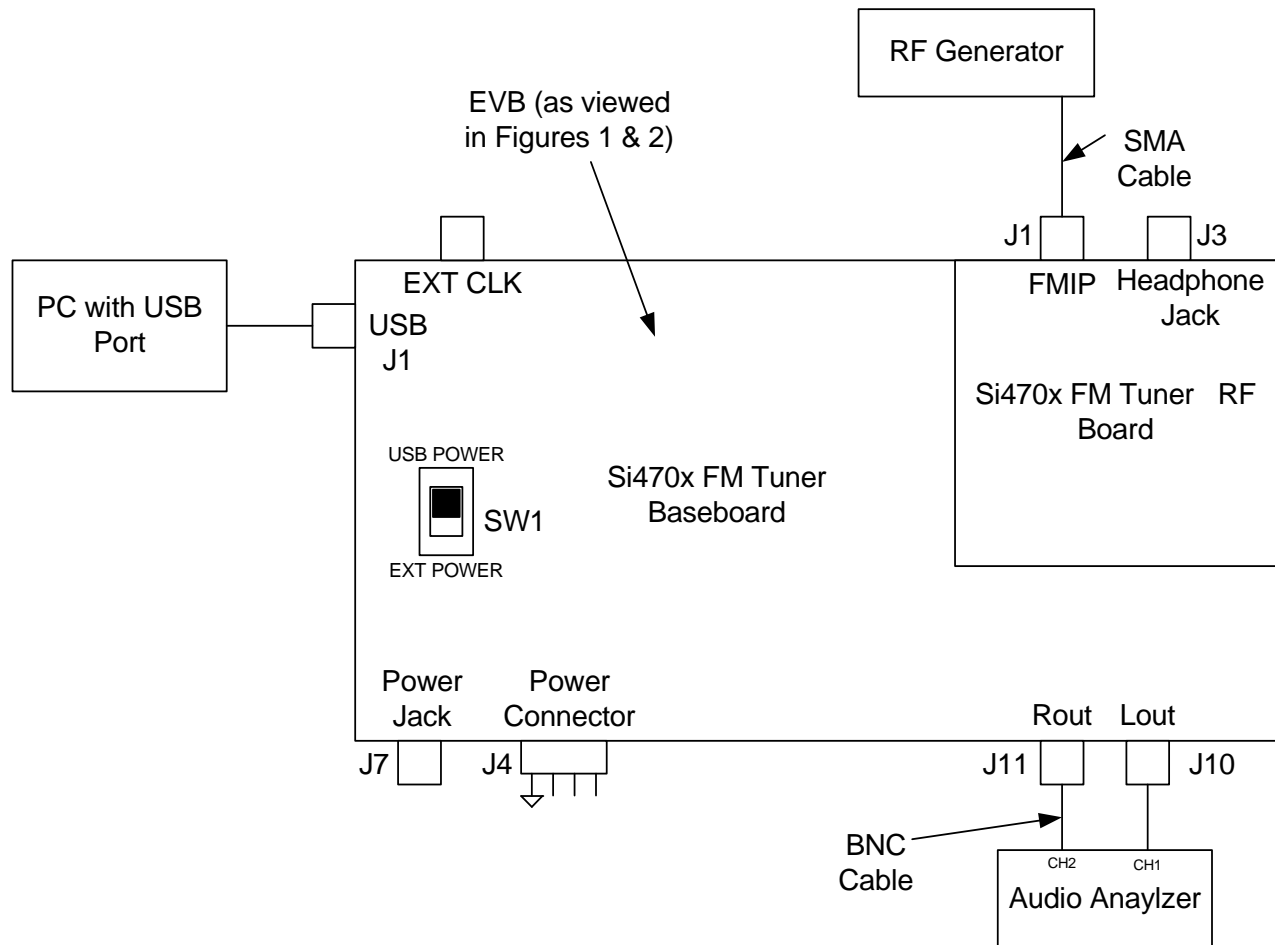 RF Generator
EVB (as viewed
in Figures 1 & 2)
SMA
Cable
J1
J3
EXT CLK
FMIP
Headphone
Jack
PC with USB
Port
USB
J1
Si470x FM Tuner RF
Board
USB POWER
SW1
EXT POWER
Si470x FM Tuner
Baseboard
Power
Jack
Power
Connector
Rout
Lout
J7
J4
J11
J10
BNC
Cable
CH2
CH1
Audio Anaylzer